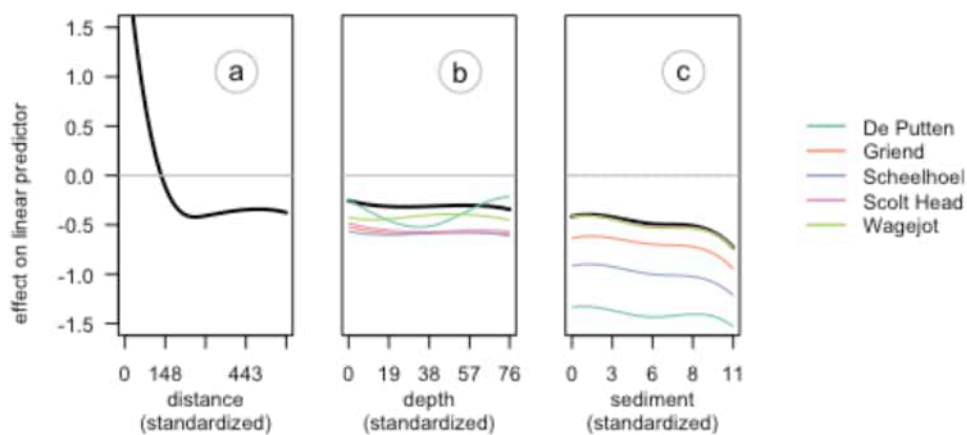 effect on linear predictor
1.5
1.0
0.5
0.0
-0.5
-1.0
-1.5
a
b
c
0 148 443
distance
(standardized)
0 19 38 57 76
depth
(standardized)
0 3 6 8 11
sediment
(standardized)
De Putten
Griend
Scheelhoel
Scolt Head
Wagejot